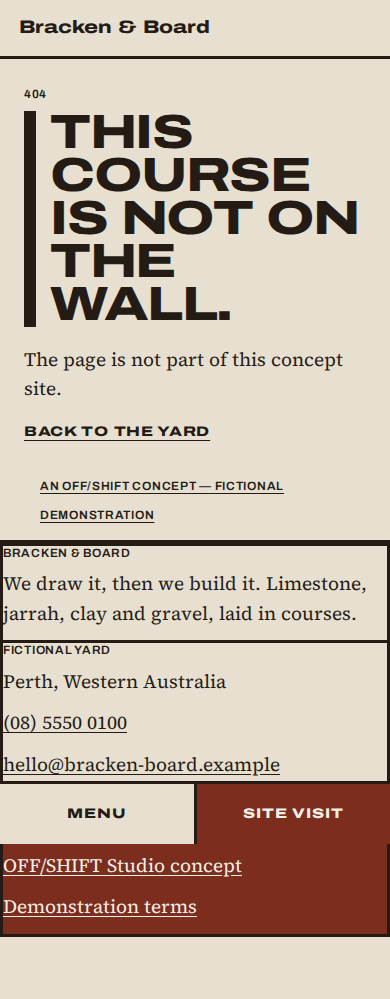 Bracken & Board
404
THIS
COURSE
IS NOT ON
THE
WALL.
The page is not part of this concept
site.
BACK TO THE YARD
AN OFF/SHIFT CONCEPT — FICTIONAL
DEMONSTRATION
BRACKEN & BOARD
We draw it, then we build it. Limestone,
jarrah, clay and gravel, laid in courses.
FICTIONAL YARD
Perth, Western Australia
(08) 5550 0100
hello@bracken-board.example
MENU
SITE VISIT
OFF/SHIFT Studio concept
Demonstration terms